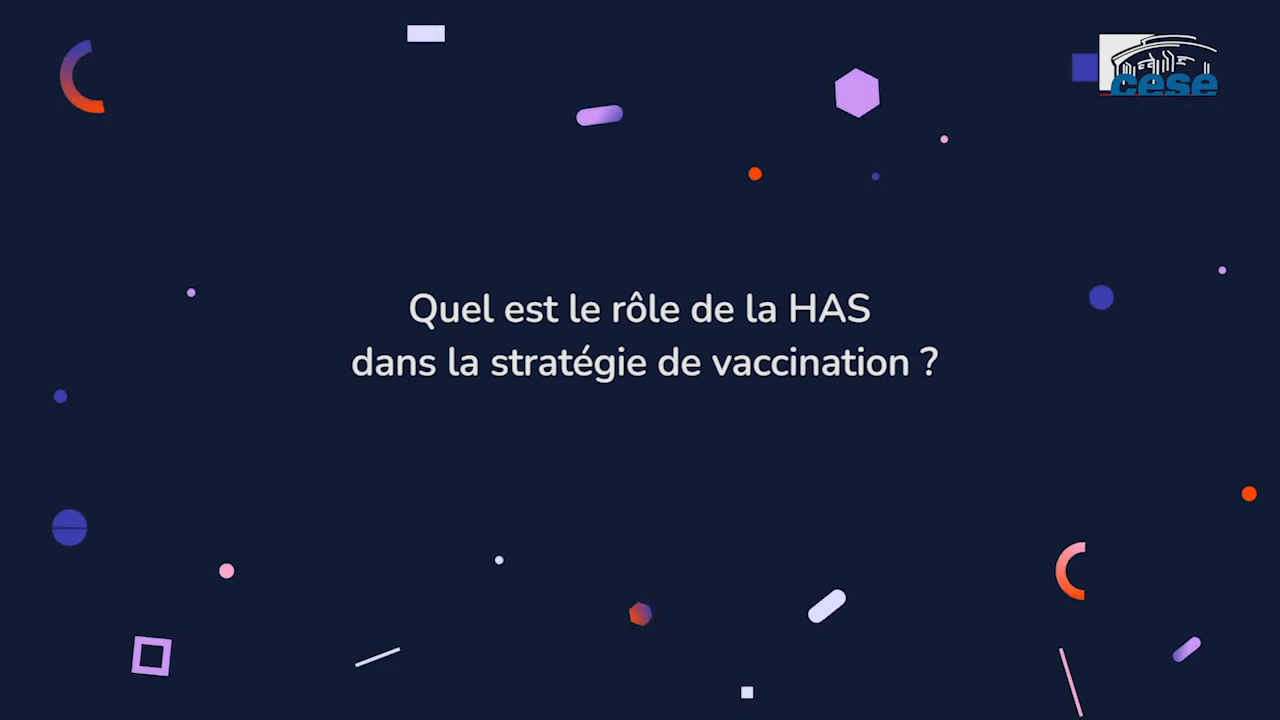 cese
Quel est le rôle de la HAS
dans la stratégie de vaccination ?